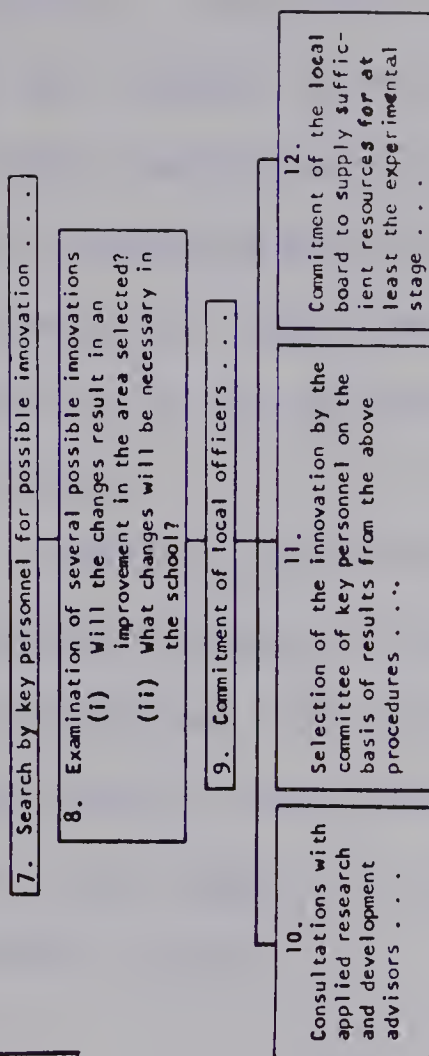 7. Search by key personnel for possible innovation . . .
8. Examination of several possible innovations
(i) Will the changes result in an
improvement in the area selected?
(ii) What changes will be necessary in
the school?
9. Commitment of local officers . . .
10.
Consultations with
applied research
and development
advisors . . .
11.
Selection of the innovation by the
committee of key personnel on the
basis of results from the above
procedures . . ..
12.
Commitment of the local
board to supply suffic-
ient resources for at
least the experimental
stage . . .